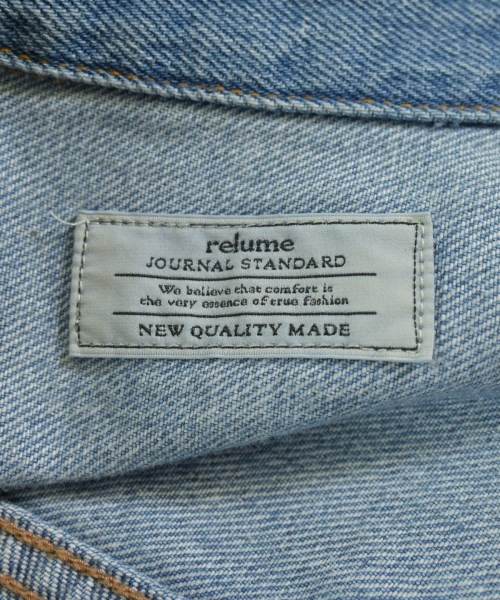 relume
JOURNAL STANDARD
We believe that comfort is
the very essence of true fashion
NEW QUALITY MADE